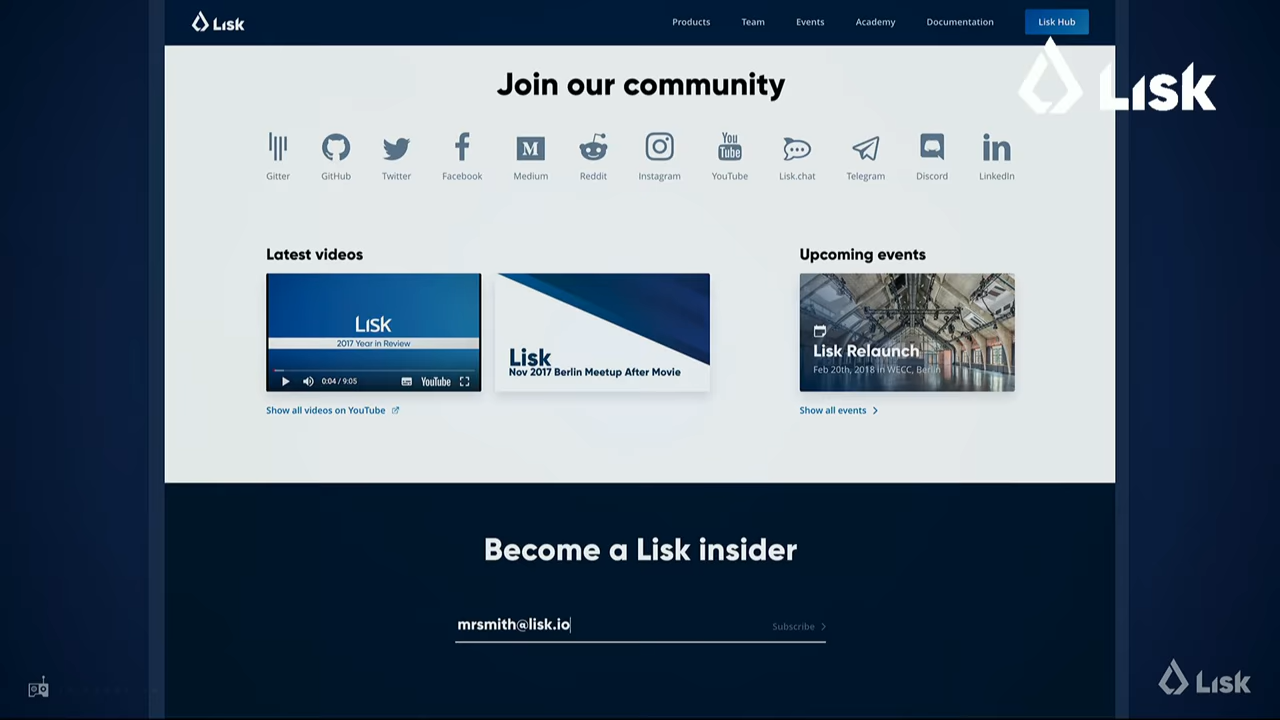 Lisk
Products Team Events Academy Documentation Lisk Hub
Lisk
Join our community
M You Tube
Gitter GitHub Twitter Facebook Medium Reddit Instagram YouTube Lisk.chat Telegram Discord LinkedIn
Latest videos
Lisk
2017 Year in Review
0:04 / 9:05 YouTube
Lisk
Nov 2017 Berlin Meetup After Movie
Show all videos on YouTube
Upcoming events
Lisk Relaunch
Feb 20th, 2018 in WECC, Berlin
Show all events
Become a Lisk insider
mrsmith@lisk.io
Subscribe
Lisk